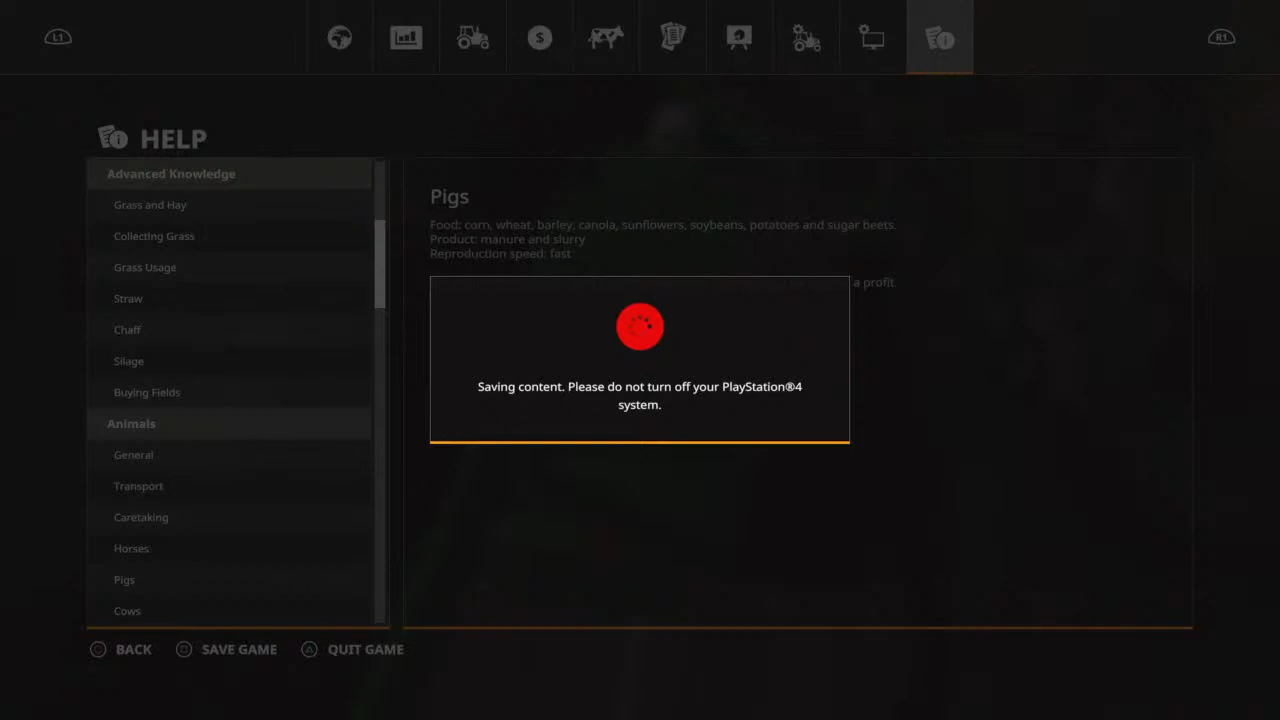 L1
R1
HELP
Advanced Knowledge
Grass and Hay
Collecting Grass
Grass Usage
Straw
Chaff
Silage
Buying Fields
Animals
General
Transport
Caretaking
Horses
Pigs
Cows
Pigs
Food: corn, wheat, barley, canola, sunflowers, soybeans, potatoes and sugar beets.
Product: manure and slurry
Reproduction speed: fast
a profit
Saving content. Please do not turn off your PlayStation®4
system.
BACK SAVE GAME QUIT GAME